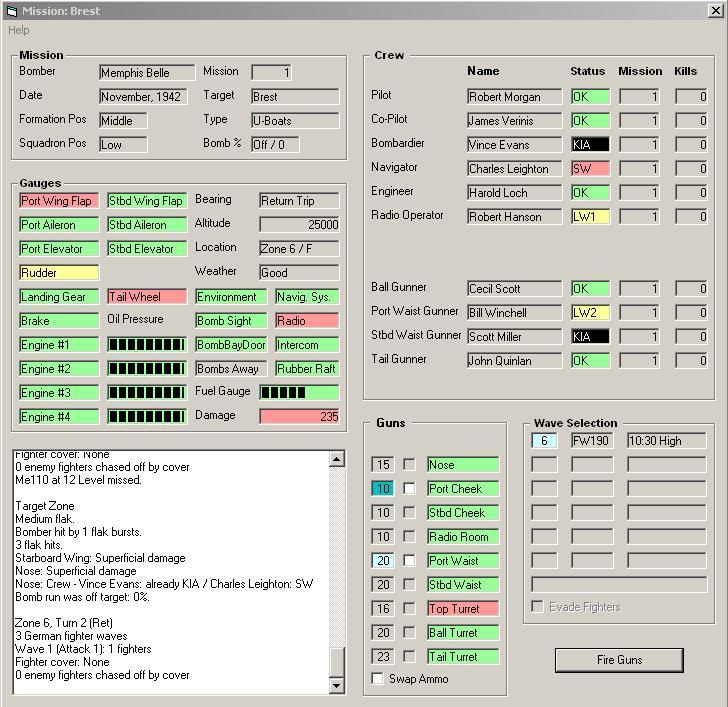 Mission: Brest
Help
Mission
Bomber Memphis Belle Mission 1
Date November, 1942 Target Brest
Formation Pos Middle Type U-Boats
Squadron Pos Low Bomb % Off / 0
Gauges
Port Wing Flap Stbd Wing Flap Bearing Return Trip
Port Aileron Stbd Aileron Altitude 25000
Port Elevator Stbd Elevator Location Zone 6 / F
Rudder Weather Good
Landing Gear Tail Wheel Environment Navig. Sys.
Brake Oil Pressure Bomb Sight Radio
Engine #1 BombBayDoor Intercom
Engine #2 Bombs Away Rubber Raft
Engine #3 Fuel Gauge
Engine #4 Damage 235
Fighter cover: None
0 enemy fighters chased off by cover
Me110 at 12 Level missed.
Target Zone
Medium flak.
Bomber hit by 1 flak bursts.
3 flak hits.
Starboard Wing: Superficial damage
Nose: Superficial damage
Nose: Crew - Vince Evans: already KIA / Charles Leighton: SW
Bomb run was off target: 0%.
Zone 6, Turn 2 (Ret)
3 German fighter waves
Wave 1 (Attack 1): 1 fighters
Fighter cover: None
0 enemy fighters chased off by cover
Crew
Name Status Mission Kills
Pilot Robert Morgan OK 1 0
Co-Pilot James Verinis OK 1 0
Bombardier Vince Evans KIA 1 0
Navigator Charles Leighton SW 1 0
Engineer Harold Loch OK 1 0
Radio Operator Robert Hanson LW1 1 0
Ball Gunner Cecil Scott OK 1 0
Port Waist Gunner Bill Winchell LW2 1 0
Stbd Waist Gunner Scott Miller KIA 1 0
Tail Gunner John Quinlan OK 1 0
Guns
15 Nose
10 Port Cheek
10 Stbd Cheek
10 Radio Room
20 Port Waist
20 Stbd Waist
16 Top Turret
20 Ball Turret
23 Tail Turret
Swap Ammo
Wave Selection
6 FW190 10:30 High
Evade Fighters
Fire Guns